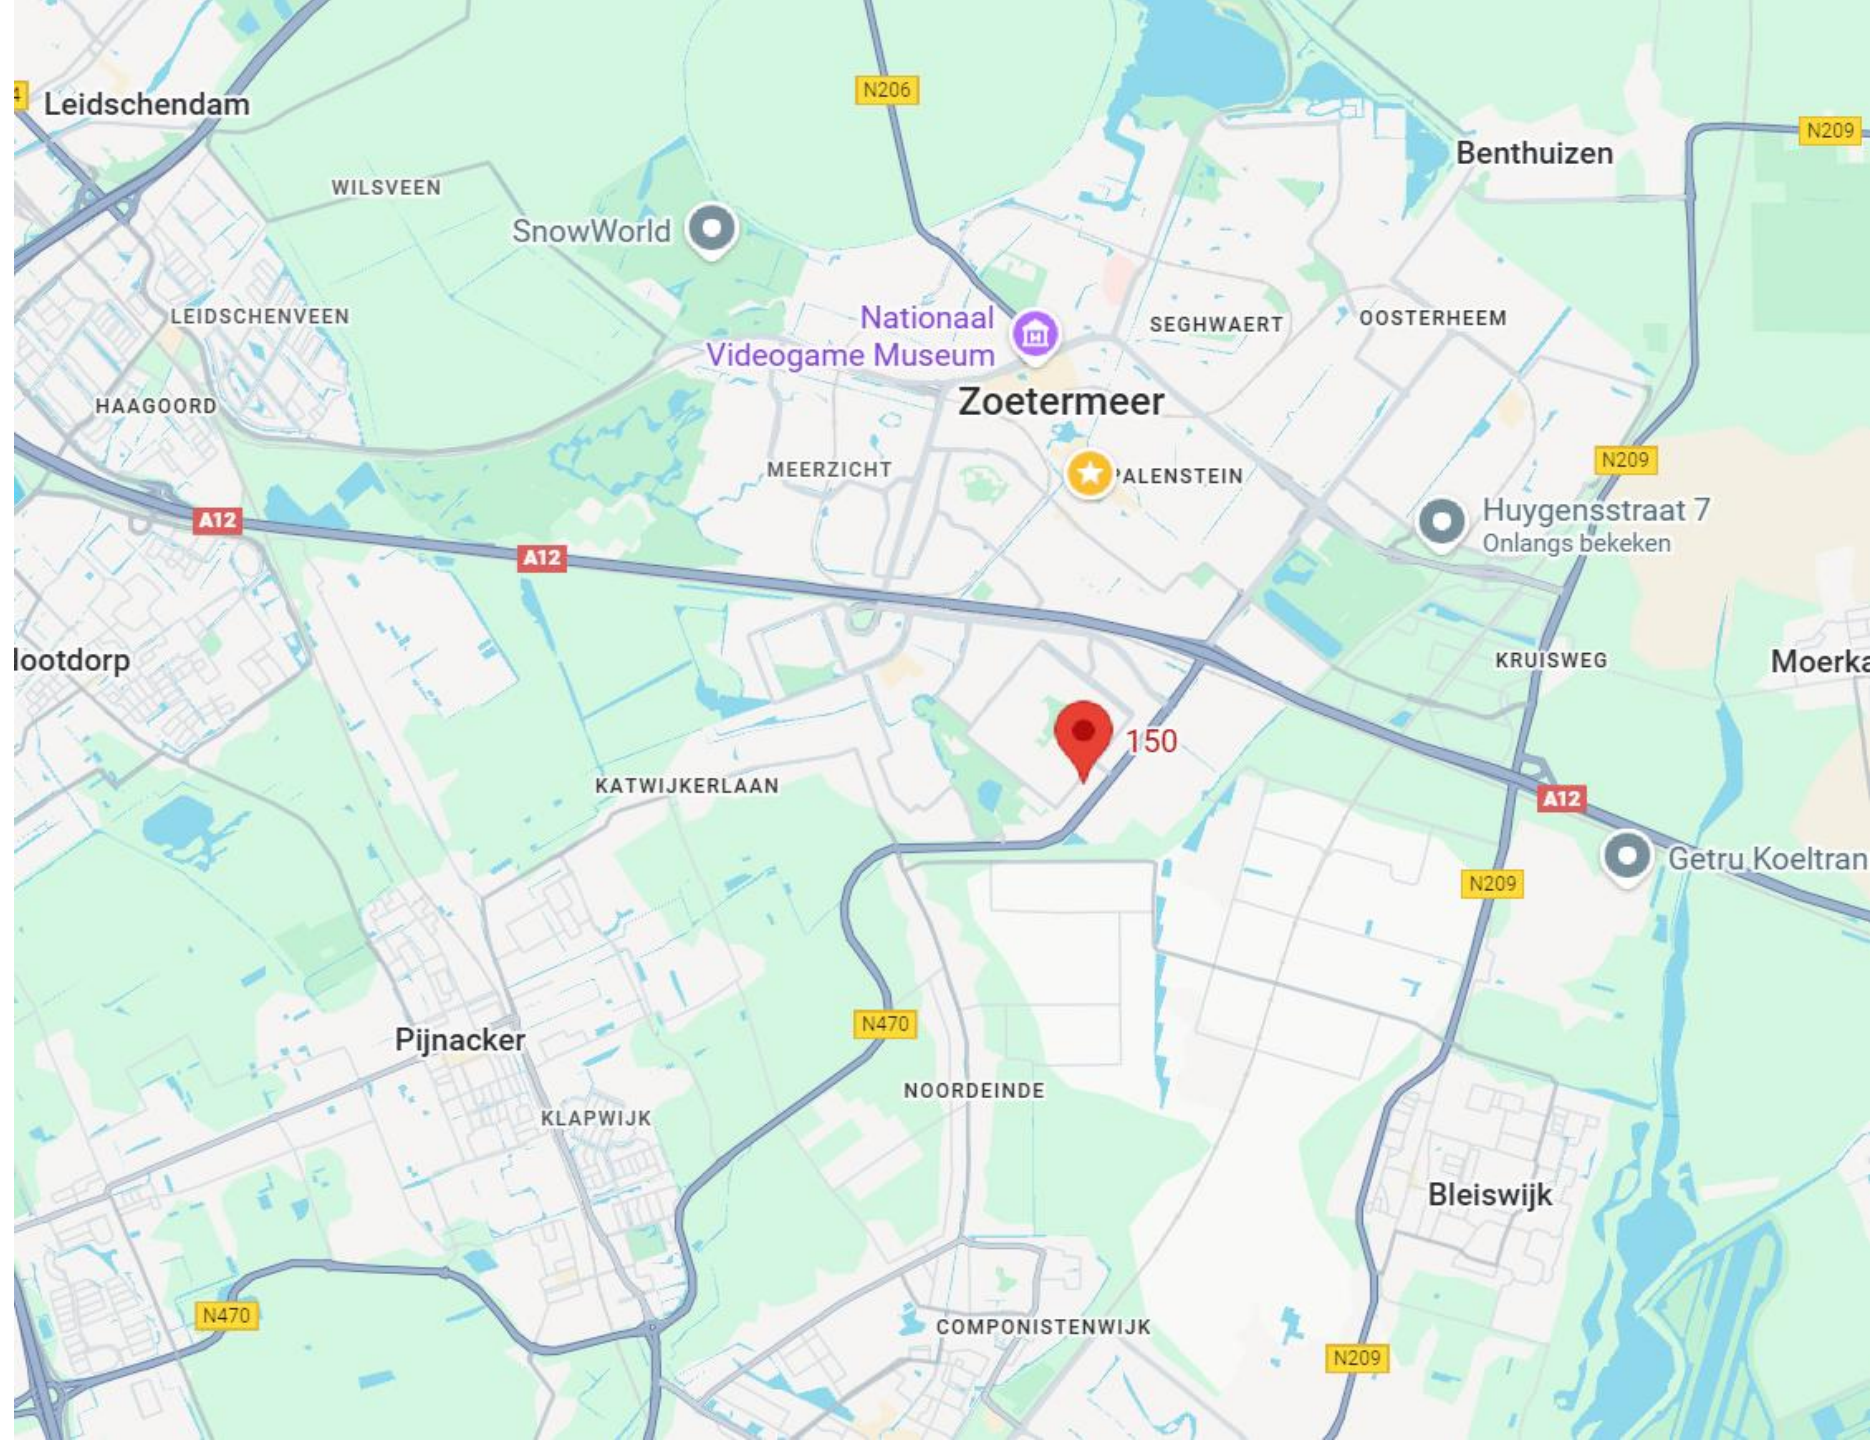 N206
4
Leidschendam
N209
Benthuizen
WILSVEEN
SnowWorld
LEIDSCHENVEEN
Nationaal
Videogame Museum
SEGHWAERT
OOSTERHEEM
HAAGOORD
Zoetermeer
MEERZICHT
PALENSTEIN
N209
Huygensstraat 7
Onlangs bekeken
A12
A12
lootdorp
KRUISWEG
Moerka
150
KATWIJKERLAAN
A12
Getru Koeltran
N209
N470
Pijnacker
NOORDEINDE
KLAPWIJK
Bleiswijk
N470
COMPONISTENWIJK
N209